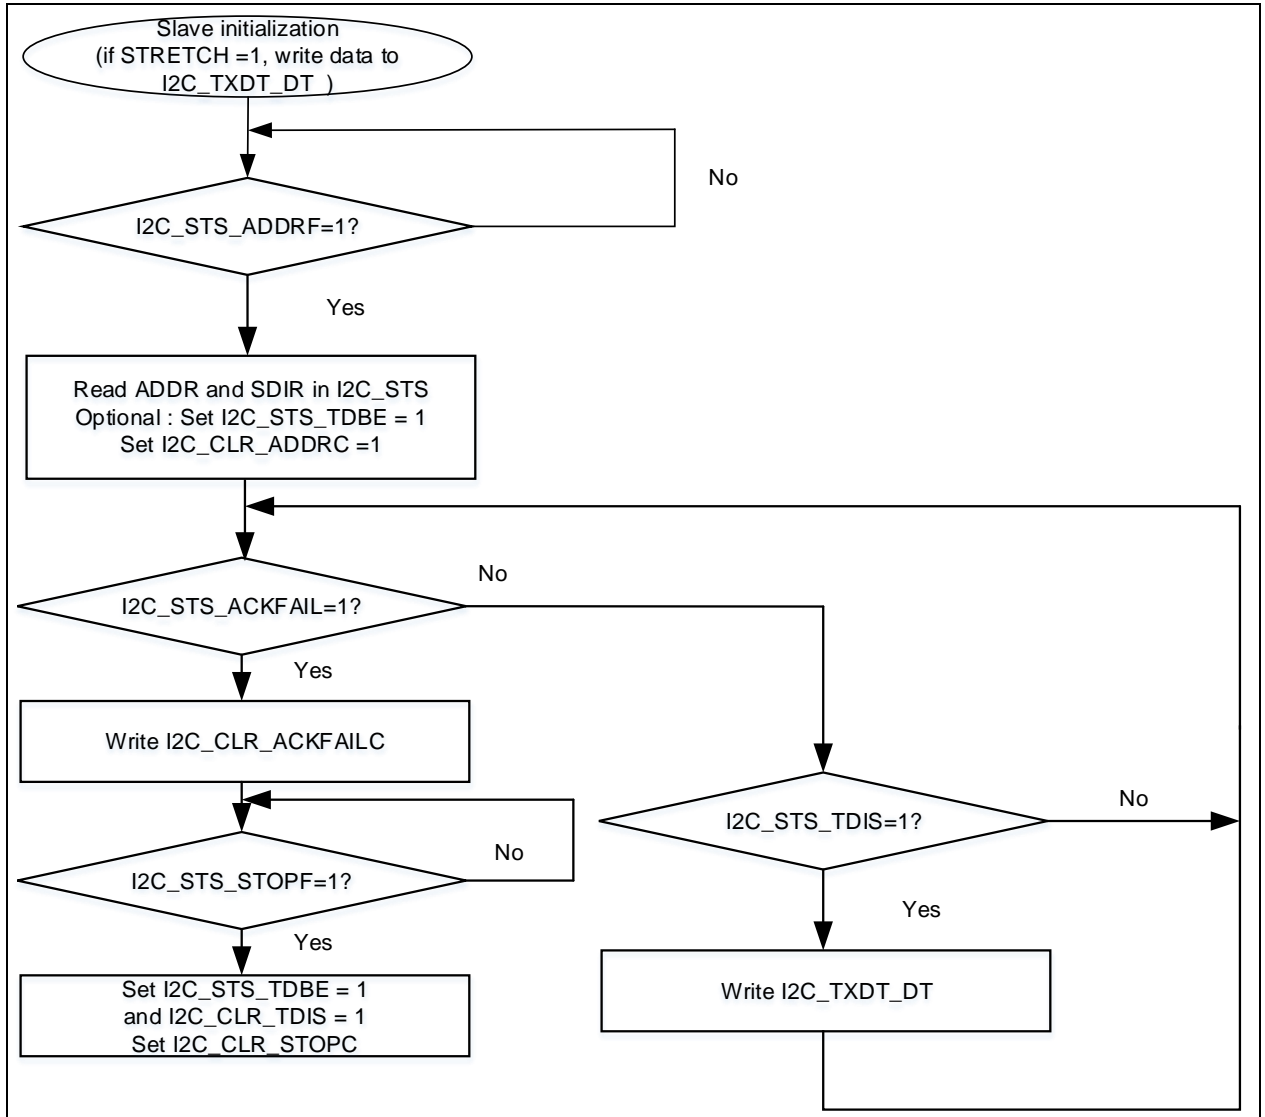 Slave initialization
(if STRETCH =1, write data to
I2C_TXDT_DT  )
No
I2C_STS_ADDRF=1?
Yes
Read ADDR and SDIR in I2C_STS
Optional : Set I2C_STS_TDBE = 1
Set I2C_CLR_ADDRC =1
No
I2C_STS_ACKFAIL=1?
Yes
Write I2C_CLR_ACKFAILC
No
I2C_STS_TDIS=1?
No
I2C_STS_STOPF=1?
Yes
Yes
Set I2C_STS_TDBE = 1
and I2C_CLR_TDIS = 1
Set I2C_CLR_STOPC
Write I2C_TXDT_DT